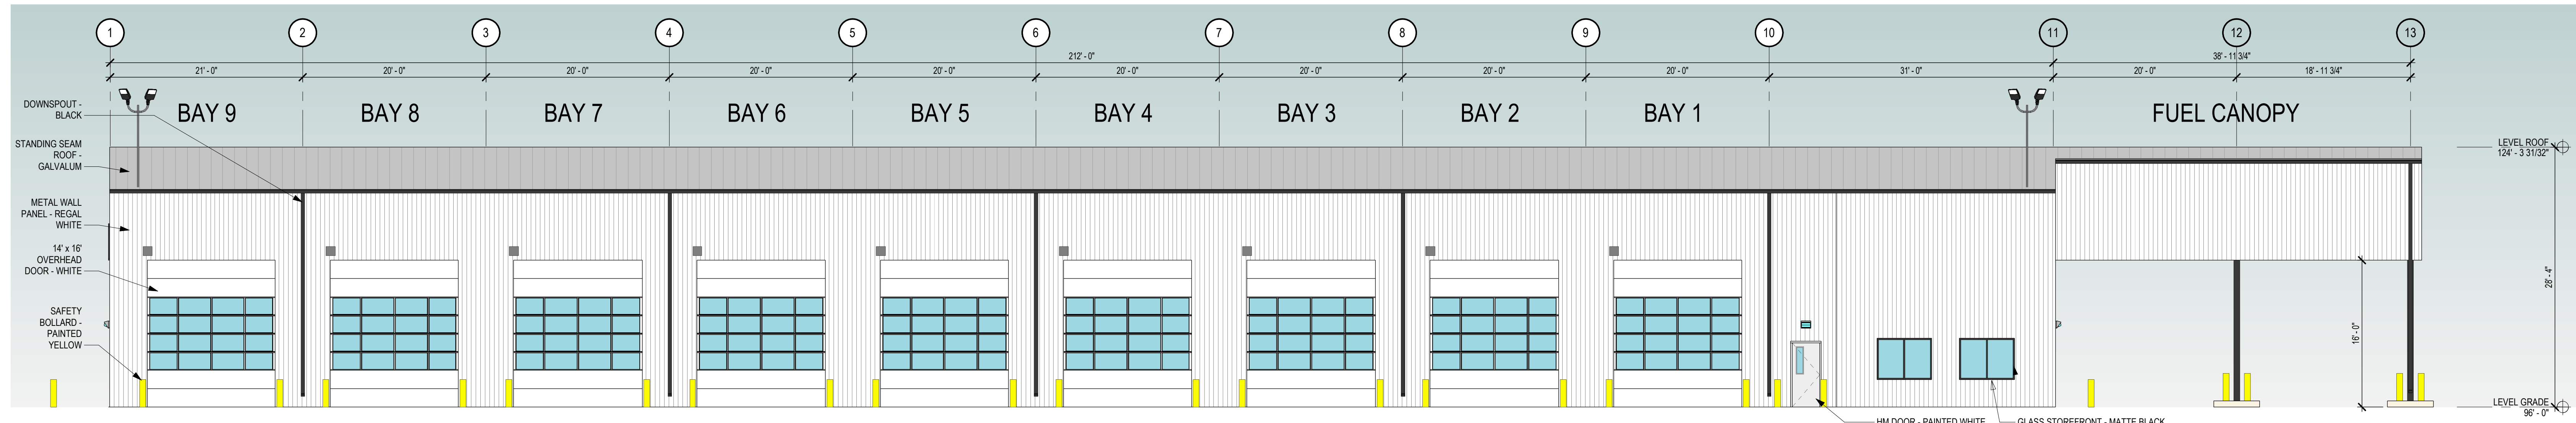 1 2 3 4 5 6 7 8 9 10 11 12 13
212' - 0" 38' - 11 3/4"
21' - 0" 20' - 0" 20' - 0" 20' - 0" 20' - 0" 20' - 0" 20' - 0" 20' - 0" 20' - 0" 31' - 0" 20' - 0" 18' - 11 3/4"
BAY 9 BAY 8 BAY 7 BAY 6 BAY 5 BAY 4 BAY 3 BAY 2 BAY 1 FUEL CANOPY
DOWNSPOUT -
BLACK
STANDING SEAM
ROOF -
GALVALUM
METAL WALL
PANEL - REGAL
WHITE
14' x 16'
OVERHEAD
DOOR - WHITE
SAFETY
BOLLARD -
PAINTED
YELLOW
LEVEL ROOF
124' - 3 31/32"
28' - 4"
16' - 0"
LEVEL GRADE
96' - 0"
HM DOOR - PAINTED WHITE
GLASS STOREFRONT - MATTE BLACK